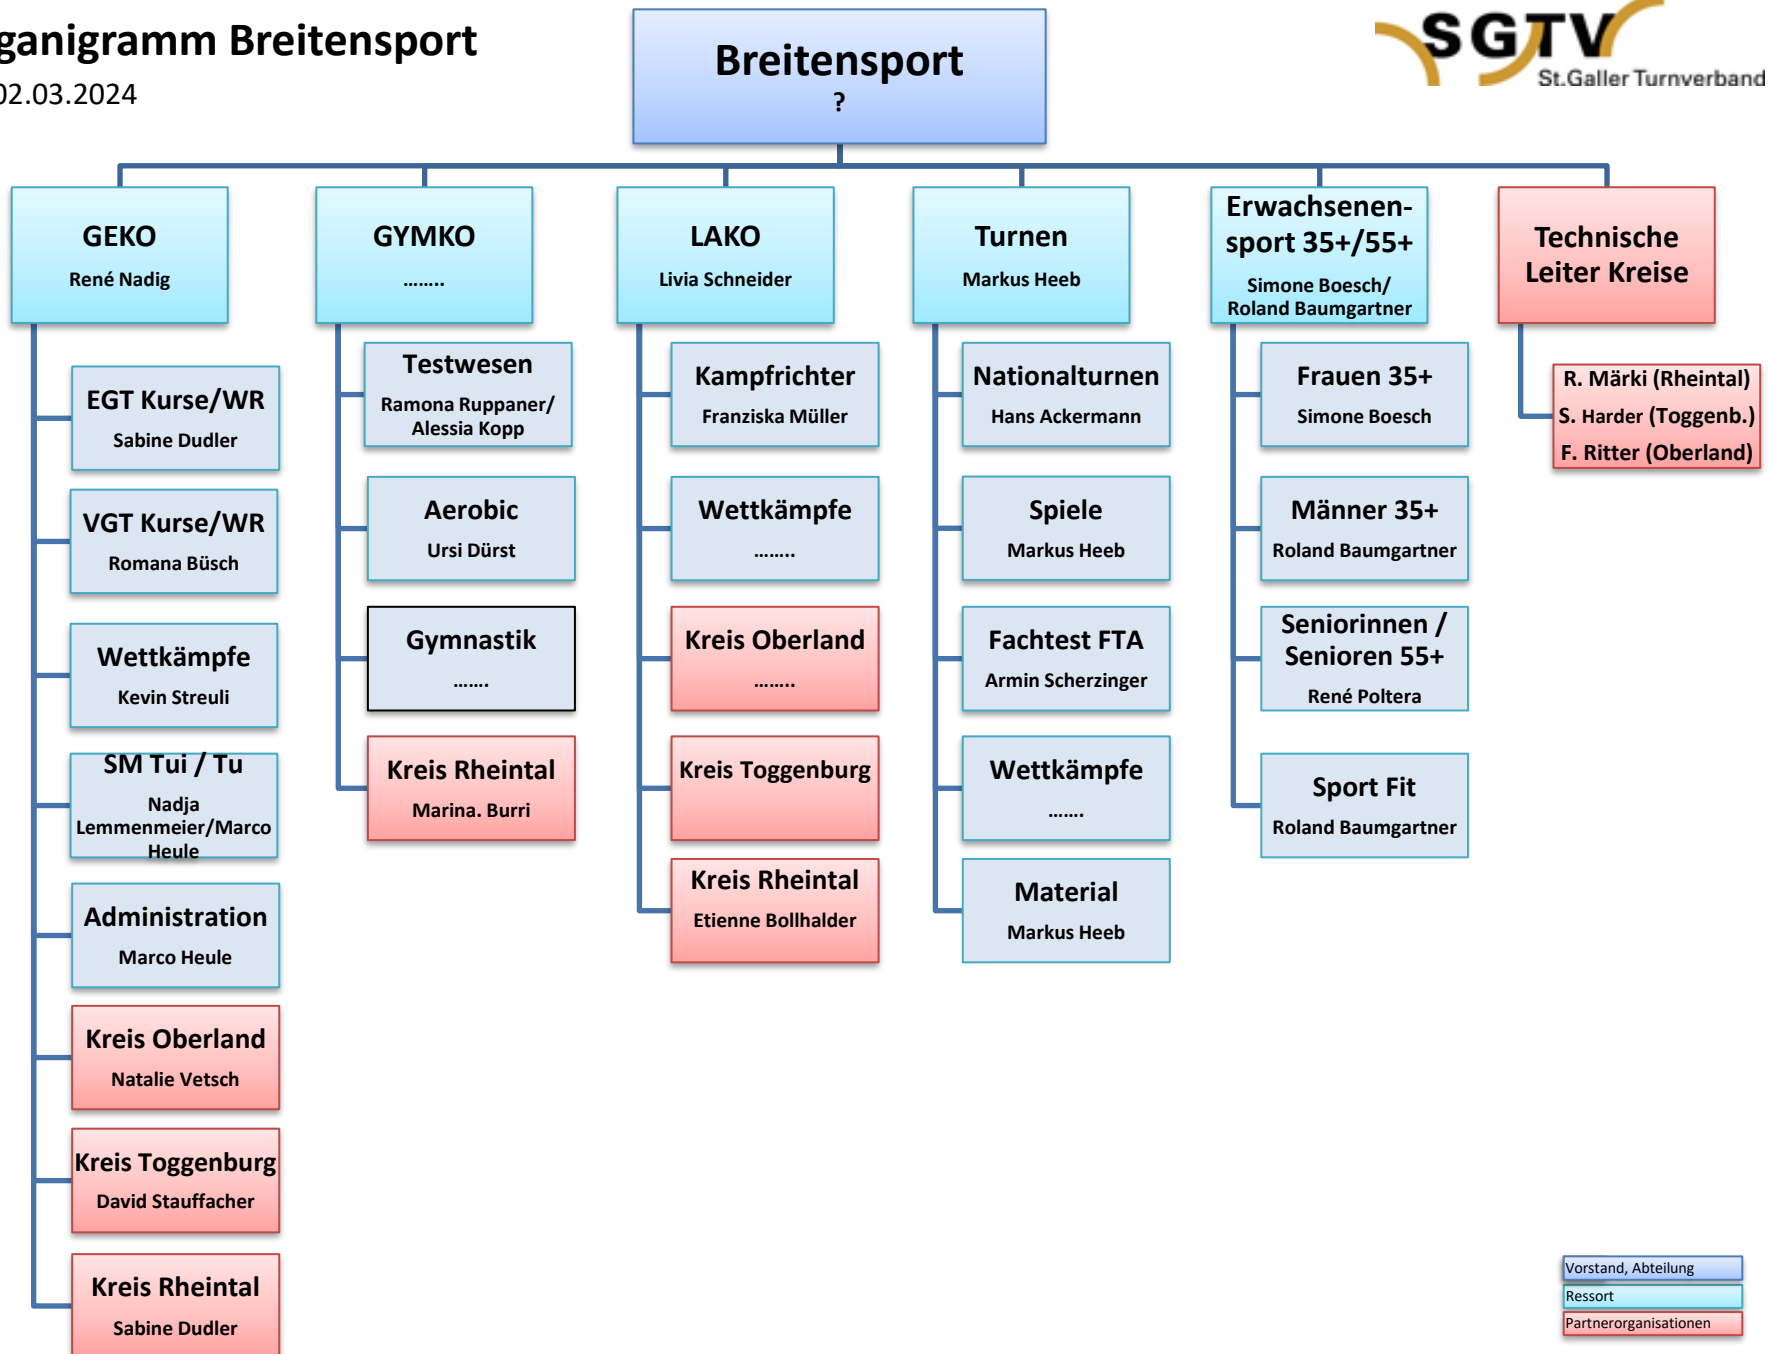 ganigramm Breitensport
02.03.2024
Breitensport
?
SGTV
St.Galler Turnverband
GEKO
René Nadig
EGT Kurse/WR
Sabine Dudler
VGT Kurse/WR
Romana Büsch
Wettkämpfe
Kevin Streuli
SM Tui / Tu
Nadja
Lemmenmeier/Marco
Heule
Administration
Marco Heule
Kreis Oberland
Natalie Vetsch
Kreis Toggenburg
David Stauffacher
Kreis Rheintal
Sabine Dudler
GYMKO
........
Testwesen
Ramona Ruppaner/
Alessia Kopp
Aerobic
Ursi Dürst
Gymnastik
.......
Kreis Rheintal
Marina. Burri
LAKO
Livia Schneider
Kampfrichter
Franziska Müller
Wettkämpfe
........
Kreis Oberland
........
Kreis Toggenburg
Kreis Rheintal
Etienne Bollhalder
Turnen
Markus Heeb
Nationalturnen
Hans Ackermann
Spiele
Markus Heeb
Fachtest FTA
Armin Scherzinger
Wettkämpfe
.......
Material
Markus Heeb
Erwachsenen-
sport 35+/55+
Simone Boesch/
Roland Baumgartner
Frauen 35+
Simone Boesch
Männer 35+
Roland Baumgartner
Seniorinnen /
Senioren 55+
René Poltera
Sport Fit
Roland Baumgartner
Technische
Leiter Kreise
R. Märki (Rheintal)
S. Harder (Toggenb.)
F. Ritter (Oberland)
Vorstand, Abteilung
Ressort
Partnerorganisationen